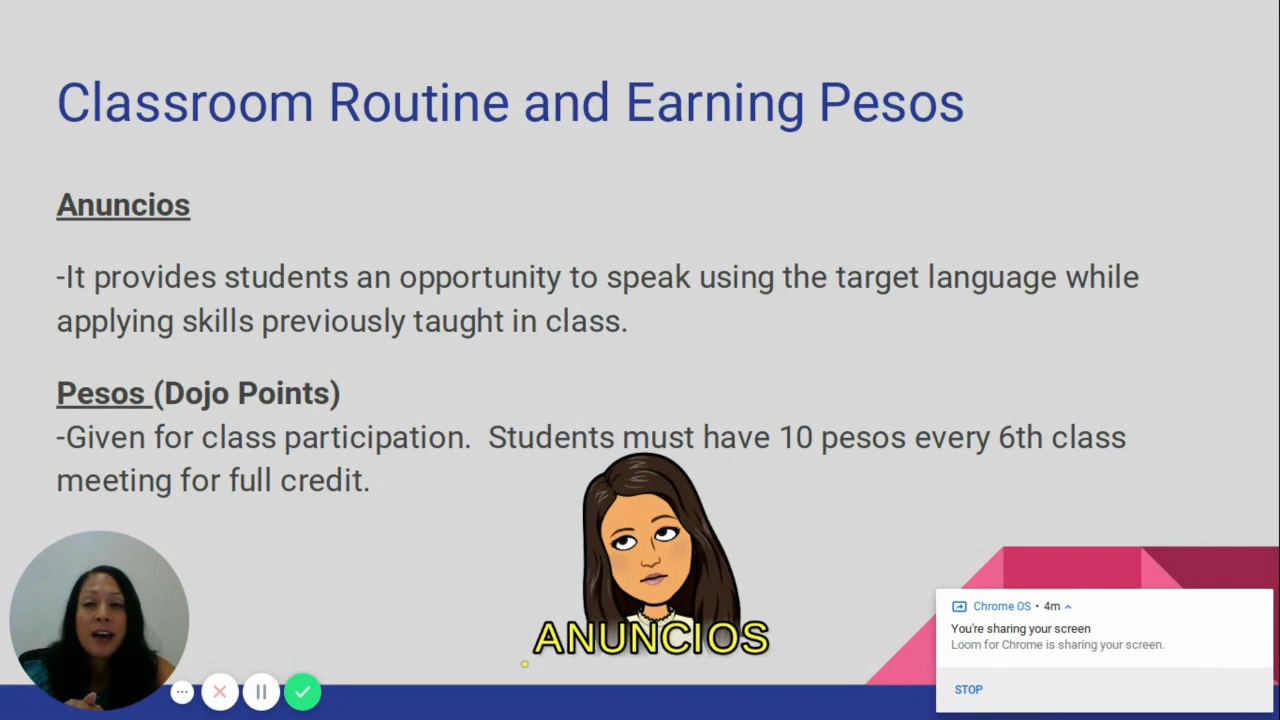 Classroom Routine and Earning Pesos
Anuncios
-It provides students an opportunity to speak using the target language while
applying skills previously taught in class.
Pesos (Dojo Points)
-Given for class participation.  Students must have 10 pesos every 6th class
meeting for full credit.
ANUNCIOS
Chrome OS • 4m
You're sharing your screen
Loom for Chrome is sharing your screen.
STOP